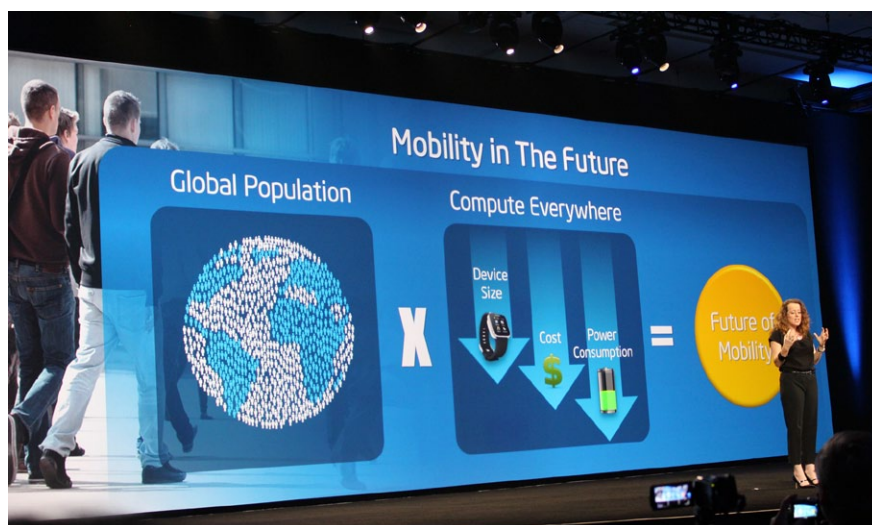 Mobility in The Future
Global Population
X
Compute Everywhere
Device
Size
Cost
$
Power
Consumption
=
Future of
Mobility